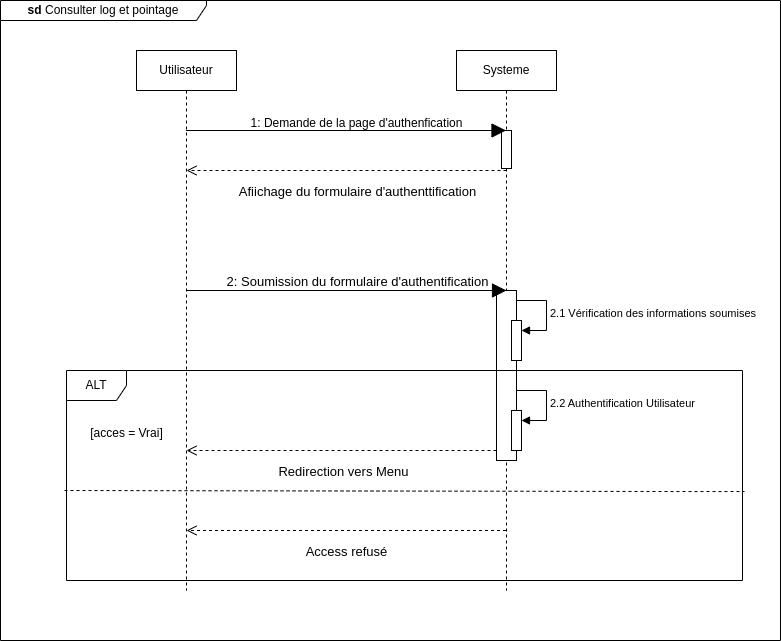 sd Consulter log et pointage
Utilisateur
Systeme
1: Demande de la page d'authenfication
Afiichage du formulaire d'authenttification
2: Soumission du formulaire d'authentification
2.1 Vérification des informations soumises
ALT
2.2 Authentification Utilisateur
[acces = Vrai]
Redirection vers Menu
Access refusé